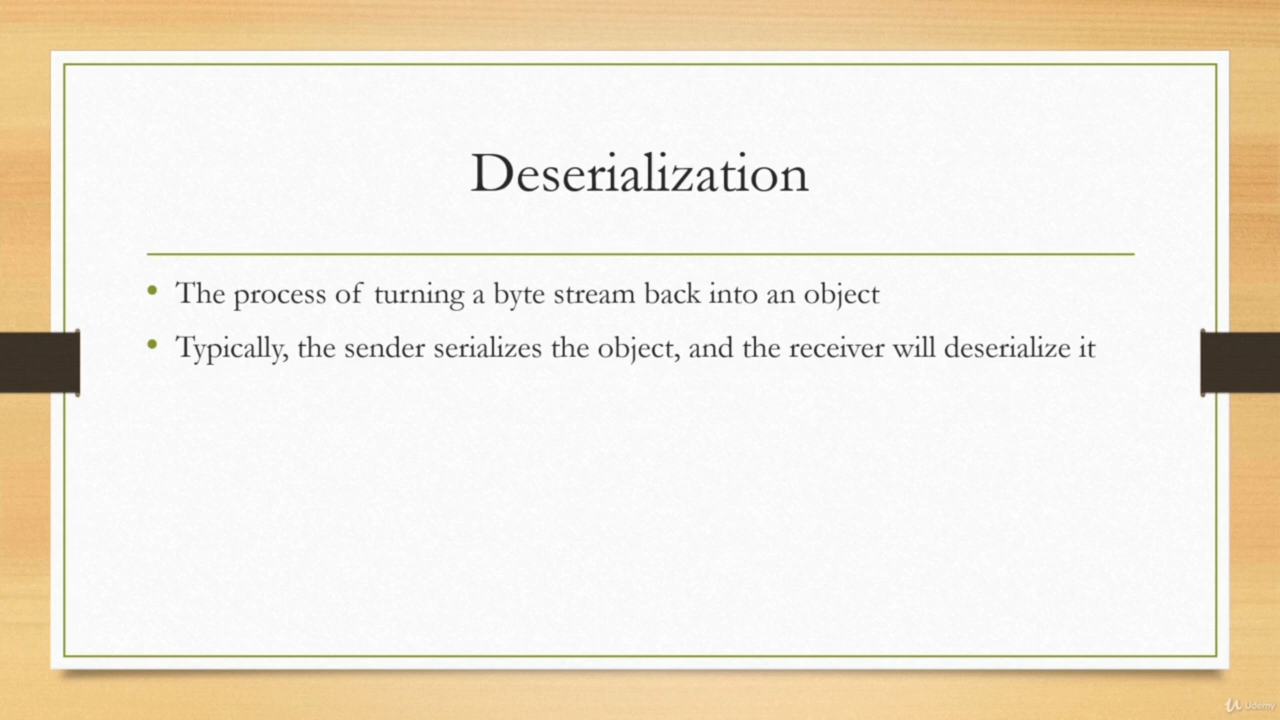 Deserialization
• The process of turning a byte stream back into an object
• Typically, the sender serializes the object, and the receiver will deserialize it
Udemy